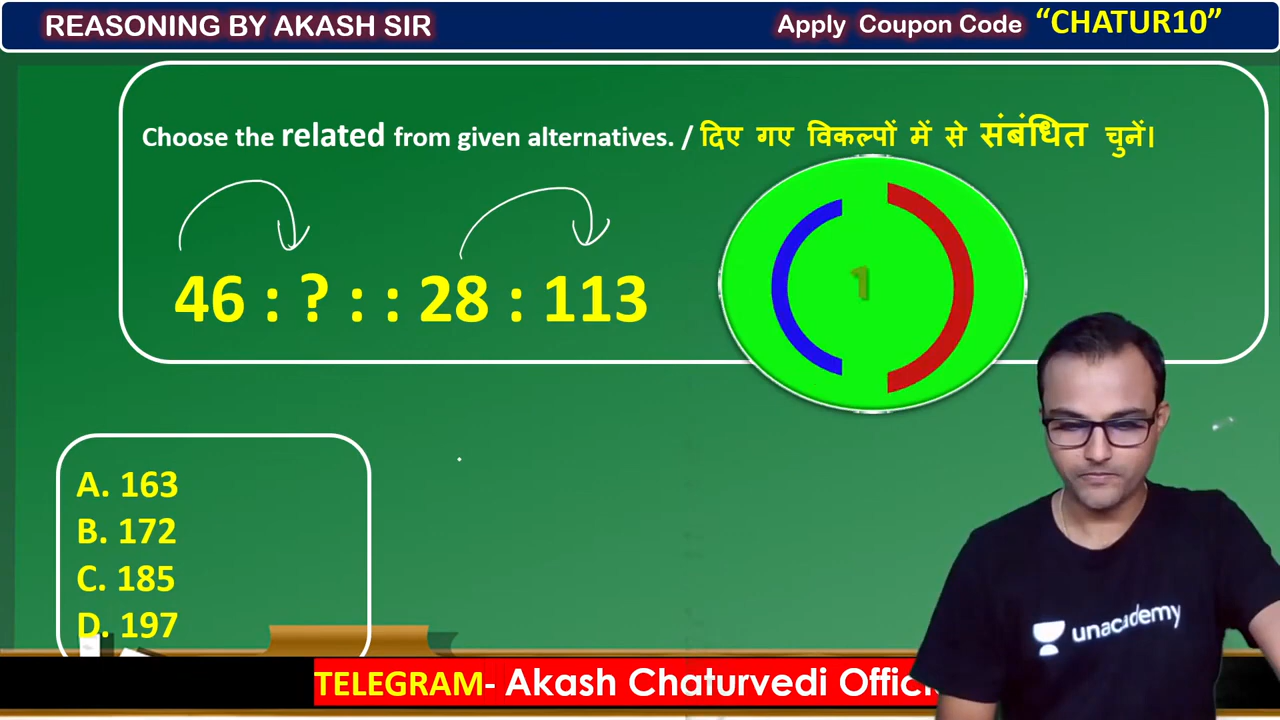 REASONING BY AKASH SIR
Apply Coupon Code “CHATUR10”
Choose the related from given alternatives. / दिए गए विकल्पों में से संबंधित चुनें।
46 : ? : : 28 : 113
1
A. 163
B. 172
C. 185
D. 197
unacademy
TELEGRAM- Akash Chaturvedi